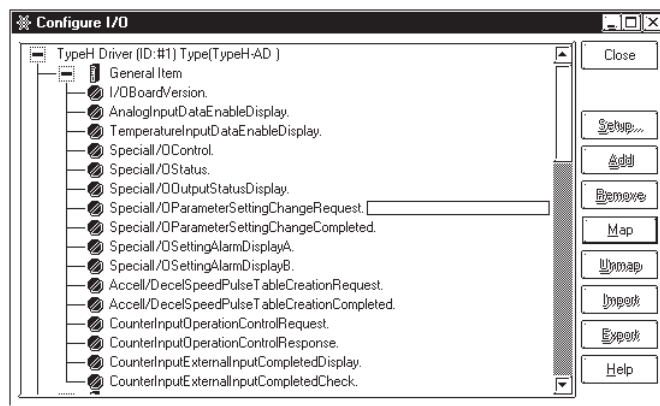 Configure I/O
TypeH Driver (ID:#1) Type(TypeH-AD )
General Item
I/OBoardVersion.
AnalogInputDataEnableDisplay.
TemperatureInputDataEnableDisplay.
SpecialI/OControl.
SpecialI/OStatus.
SpecialI/OOutputStatusDisplay.
SpecialI/OParameterSettingChangeRequest.
SpecialI/OParameterSettingChangeCompleted.
SpecialI/OSettingAlarmDisplayA.
SpecialI/OSettingAlarmDisplayB.
Accell/DecelSpeedPulseTableCreationRequest.
Accell/DecelSpeedPulseTableCreationCompleted.
CounterInputOperationControlRequest.
CounterInputOperationControlResponse.
CounterInputExternalInputCompletedDisplay.
CounterInputExternalInputCompletedCheck.
Close
Setup...
Add
Remove
Map
Unmap
Import
Export
Help